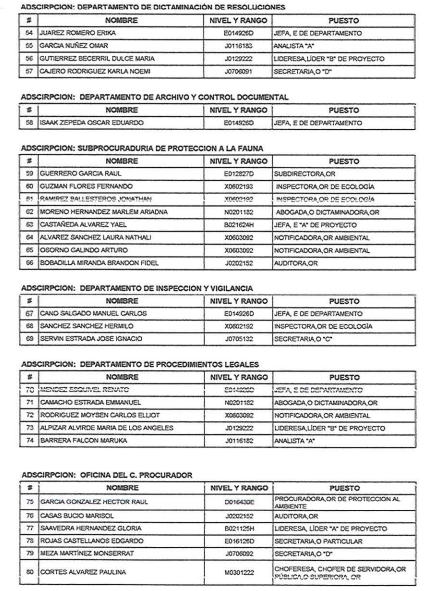 ADSCIRPCION: DEPARTAMENTO DE DICTAMINACIÓN DE RESOLUCIONES
# NOMBRE NIVEL Y RANGO PUESTO
54 JUAREZ ROMERO ERIKA E014926D JEFA, E DE DEPARTAMENTO
55 GARCIA NUÑEZ OMAR J0116183 ANALISTA "A"
56 GUTIERREZ BECERRIL DULCE MARIA J0129222 LIDERESA,LÍDER "B" DE PROYECTO
57 CAJERO RODRIGUEZ KARLA NOEMI J0706091 SECRETARIA,O "D"
ADSCIRPCION: DEPARTAMENTO DE ARCHIVO Y CONTROL DOCUMENTAL
# NOMBRE NIVEL Y RANGO PUESTO
58 ISAAK ZEPEDA OSCAR EDUARDO E014926D JEFA, E DE DEPARTAMENTO
ADSCIRPCION: SUBPROCURADURIA DE PROTECCION A LA FAUNA
# NOMBRE NIVEL Y RANGO PUESTO
59 GUERRERO GARCIA RAUL E012827D SUBDIRECTORA,OR
60 GUZMAN FLORES FERNANDO X0602193 INSPECTORA,OR DE ECOLOGÍA
61 RAMIREZ BALLESTEROS JONATHAN X0602192 INSPECTORA,OR DE ECOLOGÍA
62 MORENO HERNANDEZ MARLEM ARIADNA N0201182 ABOGADA,O DICTAMINADORA,OR
63 CASTAÑEDA ALVAREZ YAEL B021624H JEFA, E "A" DE PROYECTO
64 ALVAREZ SANCHEZ LAURA NATHALI X0603092 NOTIFICADORA,OR AMBIENTAL
65 OSORNO GALINDO ARTURO X0603092 NOTIFICADORA,OR AMBIENTAL
66 BOBADILLA MIRANDA BRANDON FIDEL J0202152 AUDITORA,OR
ADSCIRPCION: DEPARTAMENTO DE INSPECCION Y VIGILANCIA
# NOMBRE NIVEL Y RANGO PUESTO
67 CANO SALGADO MANUEL CARLOS E014926D JEFA, E DE DEPARTAMENTO
68 SANCHEZ SANCHEZ HERMILO X0602192 INSPECTORA,OR DE ECOLOGÍA
69 SERVIN ESTRADA JOSE IGNACIO J0705132 SECRETARIA,O "C"
ADSCIRPCION: DEPARTAMENTO DE PROCEDIMIENTOS LEGALES
# NOMBRE NIVEL Y RANGO PUESTO
70 MENDEZ ESQUIVEL RENATO E014926D JEFA, E DE DEPARTAMENTO
71 CAMACHO ESTRADA EMMANUEL N0201182 ABOGADA,O DICTAMINADORA,OR
72 RODRIGUEZ MOYSEN CARLOS ELLIOT X0603092 NOTIFICADORA,OR AMBIENTAL
73 ALPIZAR ALVIRDE MARIA DE LOS ANGELES J0129222 LIDERESA,LÍDER "B" DE PROYECTO
74 BARRERA FALCON MARUKA J0116182 ANALISTA "A"
ADSCIRPCION: OFICINA DEL C. PROCURADOR
# NOMBRE NIVEL Y RANGO PUESTO
75 GARCIA GONZALEZ HECTOR RAUL D016430E PROCURADORA,OR DE PROTECCION AL
AMBIENTE
76 CASAS BUCIO MARISOL J0202152 AUDITORA,OR
77 SAAVEDRA HERNANDEZ GLORIA B021125H LIDERESA, LÍDER "A" DE PROYECTO
78 ROJAS CASTELLANOS EDGARDO E016126D SECRETARIA,O PARTICULAR
79 MEZA MARTÍNEZ MONSERRAT J0706092 SECRETARIA,O "D"
80 CORTES ALVAREZ PAULINA M0301222 CHOFERESA, CHOFER DE SERVIDORA,OR
PÚBLICA,O SUPERIORA, OR